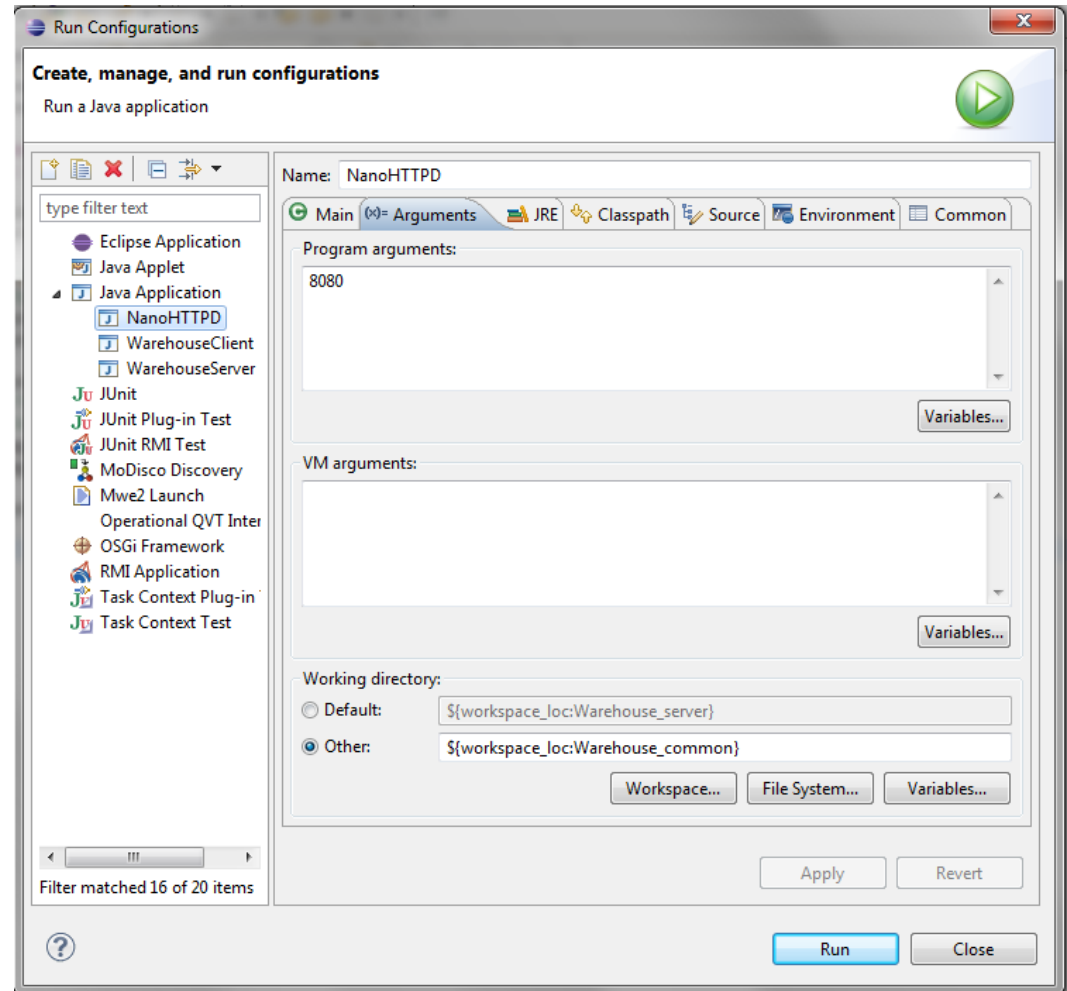 Run Configurations
x
Create, manage, and run configurations
Run a Java application
type filter text
Eclipse Application
Java Applet
Java Application
NanoHTTPD
WarehouseClient
WarehouseServer
JUnit
JUnit Plug-in Test
JUnit RMI Test
MoDisco Discovery
Mwe2 Launch
Operational QVT Inter
OSGi Framework
RMI Application
Task Context Plug-in
Task Context Test
Filter matched 16 of 20 items
Name: NanoHTTPD
Main (x)= Arguments JRE Classpath Source Environment Common
Program arguments:
8080
Variables...
VM arguments:
Variables...
Working directory:
Default: ${workspace_loc:Warehouse_server}
Other: ${workspace_loc:Warehouse_common}
Workspace... File System... Variables...
Apply Revert
? Run Close